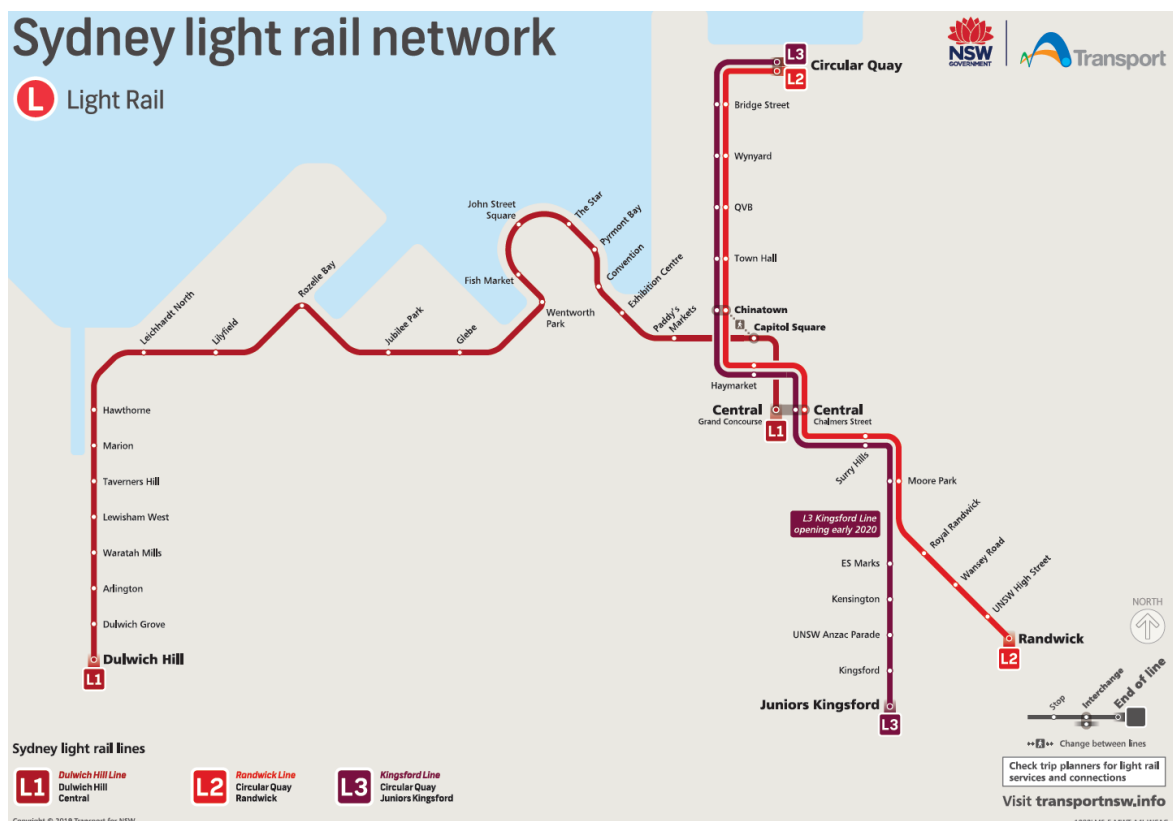 Sydney light rail network
L Light Rail
NSW
GOVERNMENT
Transport
L3
Circular Quay
L2
Bridge Street
Wynyard
QVB
Town Hall
Chinatown
Capitol Square
Haymarket
Central
Grand Concourse
L1
Central
Chalmers Street
Surry Hills
Moore Park
L3 Kingsford Line
opening early 2020
Royal Randwick
Wansey Road
UNSW High Street
Randwick
L2
ES Marks
Kensington
UNSW Anzac Parade
Kingsford
Juniors Kingsford
L3
John Street
Square
The Star
Pyrmont Bay
Convention
Exhibition Centre
Paddy's
Markets
Fish Market
Wentworth
Park
Glebe
Jubilee Park
Rozelle Bay
Lilyfield
Leichhardt North
Hawthorne
Marion
Taverners Hill
Lewisham West
Waratah Mills
Arlington
Dulwich Grove
Dulwich Hill
L1
NORTH
Stop
Interchange
End of line
Change between lines
Check trip planners for light rail
services and connections
Visit transportnsw.info
Sydney light rail lines
L1
Dulwich Hill Line
Dulwich Hill
Central
L2
Randwick Line
Circular Quay
Randwick
L3
Kingsford Line
Circular Quay
Juniors Kingsford